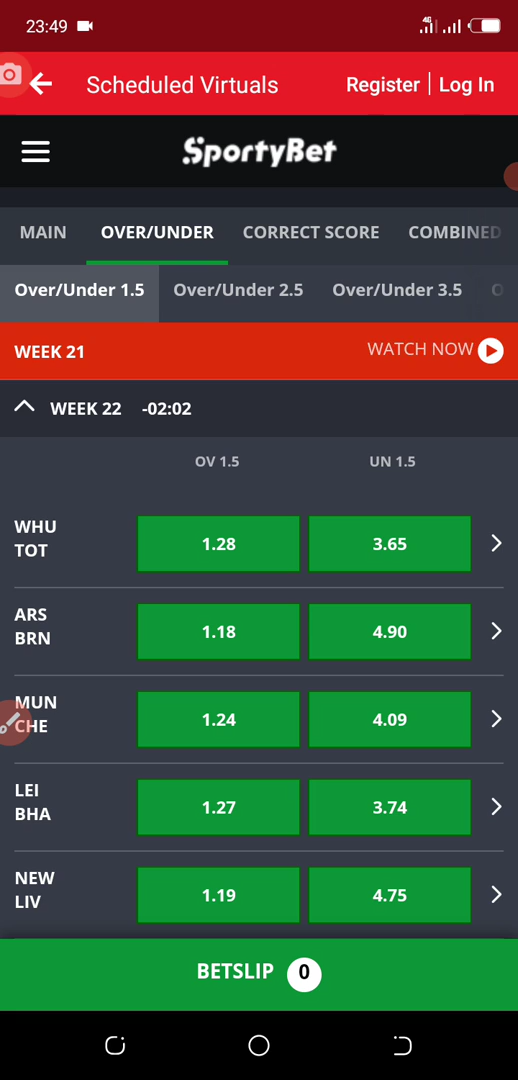 23:49
4G
Scheduled Virtuals Register | Log In
SportyBet
MAIN OVER/UNDER CORRECT SCORE COMBINED
Over/Under 1.5 Over/Under 2.5 Over/Under 3.5 O
WEEK 21 WATCH NOW
WEEK 22 -02:02
OV 1.5 UN 1.5
WHU
TOT
1.28 3.65
ARS
BRN
1.18 4.90
MUN
CHE
1.24 4.09
LEI
BHA
1.27 3.74
NEW
LIV
1.19 4.75
BETSLIP 0